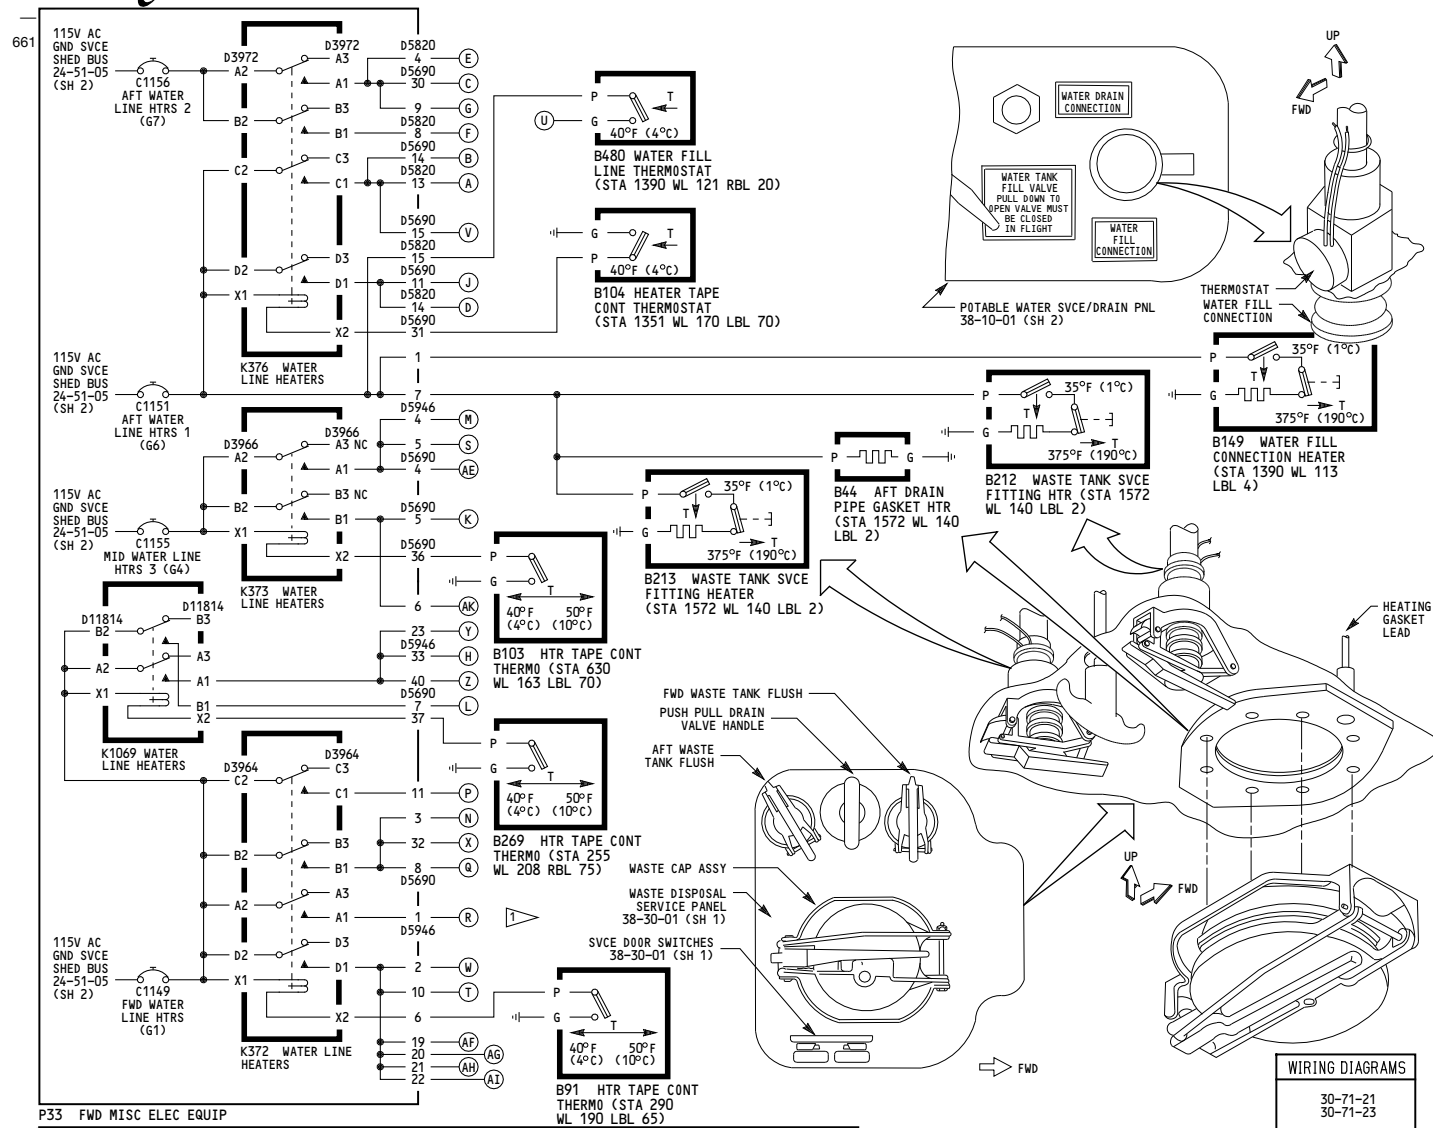 661
115V AC
GND SVCE
SHED BUS
24-51-05
(SH 2)
C1156
AFT WATER
LINE HTRS 2
(G7)
D3972
A2
B2
C2
D2
X1
D3972
A3
A1
B3
B1
C3
C1
D3
D1
X2
K376 WATER
LINE HEATERS
D5820
4 E
D5690
30 C
9 G
D5820
8 F
D5690
14 B
D5820
13 A
D5690
15 V
D5820
15
D5690
11 J
D5820
14 D
D5690
31
1
7
D5946
115V AC
GND SVCE
SHED BUS
24-51-05
(SH 2)
C1151
AFT WATER
LINE HTRS 1
(G6)
D3966
A2
B2
X1
D3966
A3 NC
A1
B3 NC
B1
X2
K373 WATER
LINE HEATERS
4 M
5 S
D5690
4 AE
D5690
5 K
D5690
36
6 AK
115V AC
GND SVCE
SHED BUS
24-51-05
(SH 2)
C1155
MID WATER LINE
HTRS 3 (G4)
D11814
B2
A2
X1
D11814
B3
A3
A1
B1
X2
K1069 WATER
LINE HEATERS
23 Y
D5946
33 H
40 Z
D5690
7 L
37
D3964
C2
B2
A2
D2
X1
D3964
C3
C1
B3
B1
A3
A1
D3
D1
X2
K372 WATER LINE
HEATERS
11 P
3 N
32 X
8 Q
D5690
1 R
1
D5946
2 W
10 T
6
19 AF
20 AG
21 AH
22 AI
115V AC
GND SVCE
SHED BUS
24-51-05
(SH 2)
C1149
FWD WATER
LINE HTRS
(G1)
P33 FWD MISC ELEC EQUIP
U
P
G
T
40°F (4°C)
B480 WATER FILL
LINE THERMOSTAT
(STA 1390 WL 121 RBL 20)
G
P
T
40°F (4°C)
B104 HEATER TAPE
CONT THERMOSTAT
(STA 1351 WL 170 LBL 70)
P
G
T
40°F 50°F
(4°C) (10°C)
B103 HTR TAPE CONT
THERMO (STA 630
WL 163 LBL 70)
P
G
T
40°F 50°F
(4°C) (10°C)
B269 HTR TAPE CONT
THERMO (STA 255
WL 208 RBL 75)
P
G
T
40°F 50°F
(4°C) (10°C)
B91 HTR TAPE CONT
THERMO (STA 290
WL 190 LBL 65)
P
G
35°F (1°C)
T
T
375°F (190°C)
B213 WASTE TANK SVCE
FITTING HEATER
(STA 1572 WL 140 LBL 2)
P G
B44 AFT DRAIN
PIPE GASKET HTR
(STA 1572 WL 140
LBL 2)
P
G
35°F (1°C)
T
T
375°F (190°C)
B212 WASTE TANK SVCE
FITTING HTR (STA 1572
WL 140 LBL 2)
P
G
35°F (1°C)
T
T
375°F (190°C)
B149 WATER FILL
CONNECTION HEATER
(STA 1390 WL 113
LBL 4)
WATER DRAIN
CONNECTION
WATER TANK
FILL VALVE
PULL DOWN TO
OPEN VALVE MUST
BE CLOSED
IN FLIGHT
WATER
FILL
CONNECTION
POTABLE WATER SVCE/DRAIN PNL
38-10-01 (SH 2)
UP
FWD
THERMOSTAT
WATER FILL
CONNECTION
HEATING
GASKET
LEAD
FWD WASTE TANK FLUSH
PUSH PULL DRAIN
VALVE HANDLE
AFT WASTE
TANK FLUSH
WASTE CAP ASSY
WASTE DISPOSAL
SERVICE PANEL
38-30-01 (SH 1)
SVCE DOOR SWITCHES
38-30-01 (SH 1)
FWD
UP
FWD
WIRING DIAGRAMS
30-71-21
30-71-23